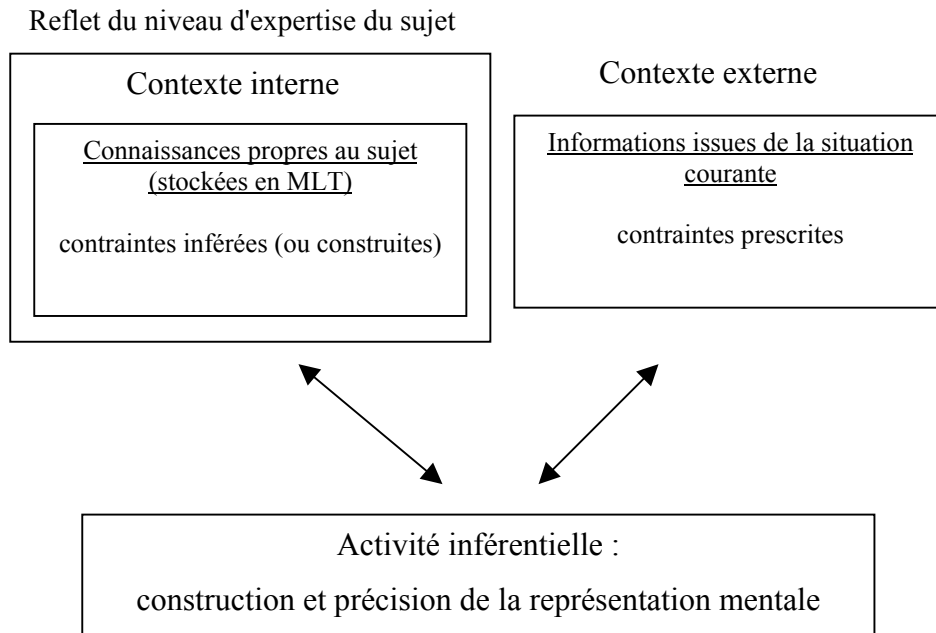 Reflet du niveau d'expertise du sujet
Contexte interne
Connaissances propres au sujet
(stockées en MLT)
contraintes inférées (ou construites)
Contexte externe
Informations issues de la situation
courante
contraintes prescrites
Activité inférentielle :
construction et précision de la représentation mentale